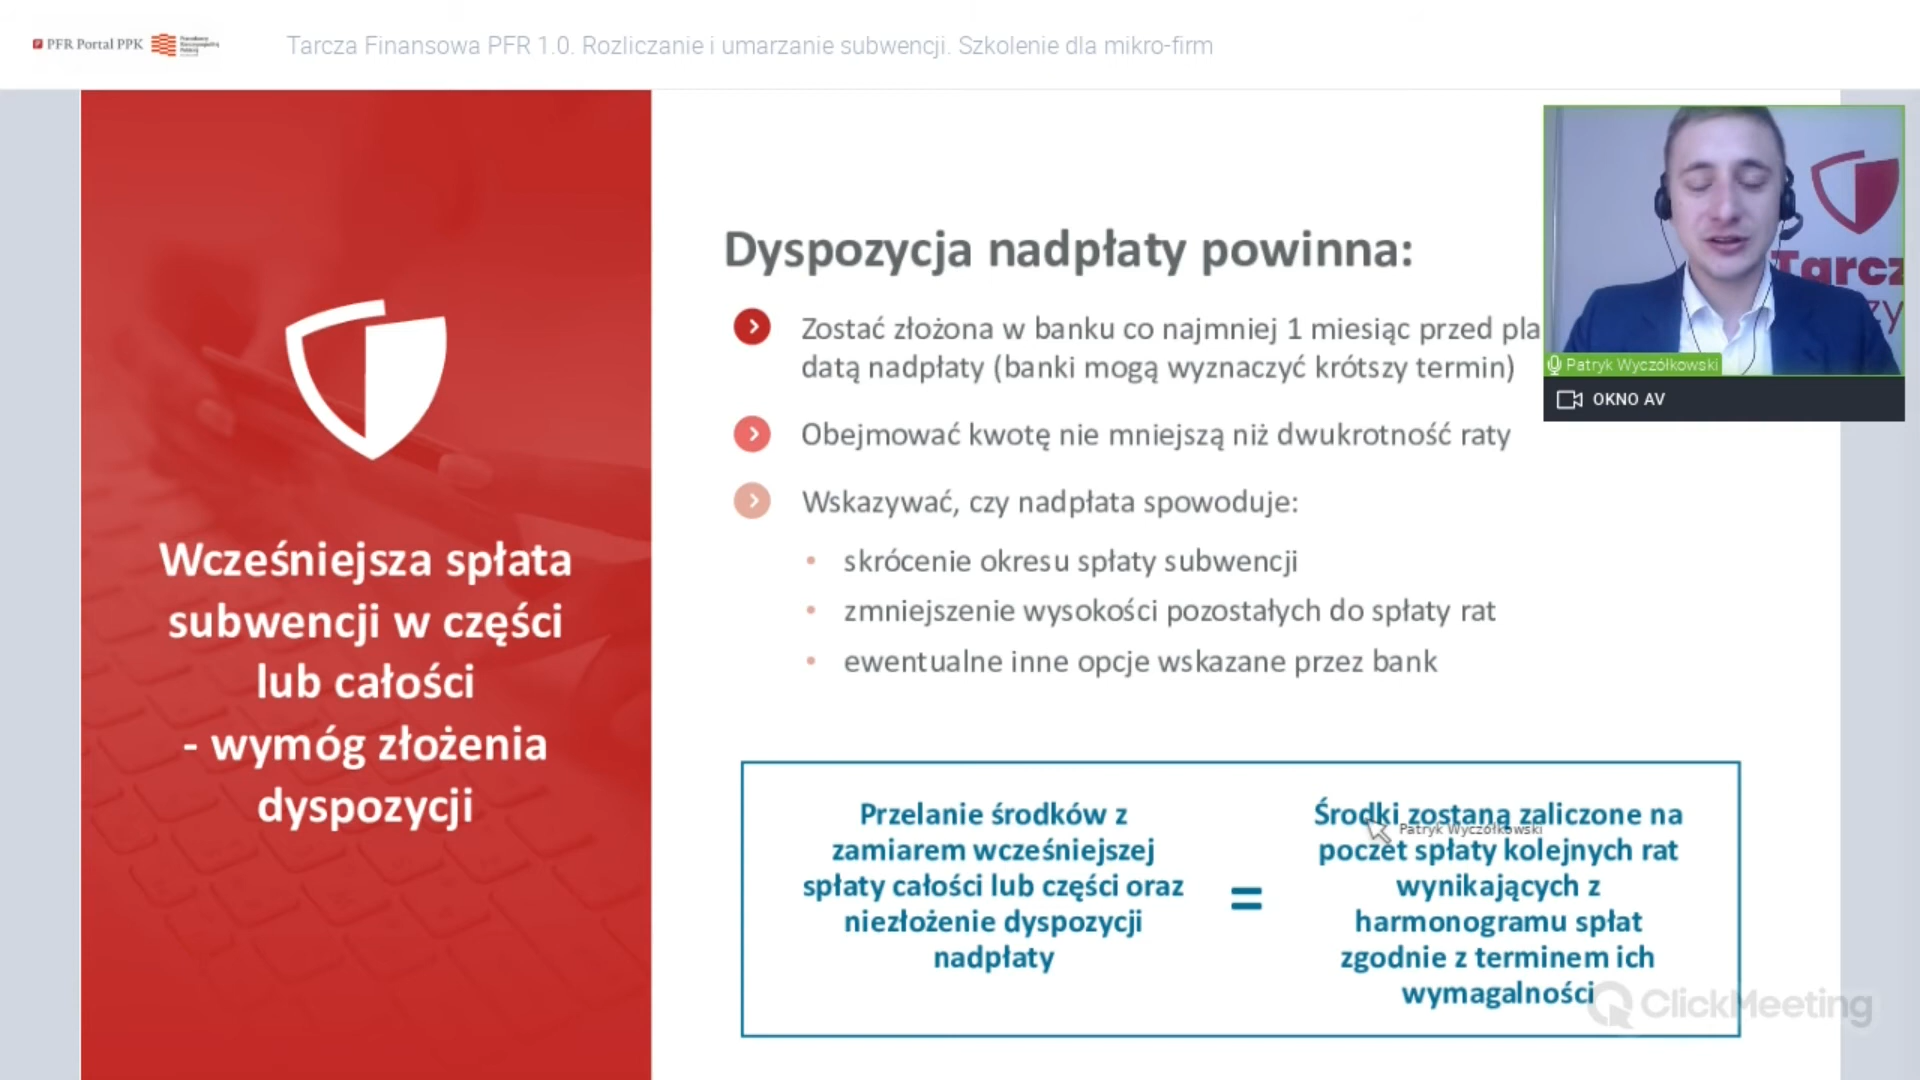 PFR Portal PPK
Tarcza Finansowa PFR 1.0. Rozliczanie i umarzanie subwencji. Szkolenie dla mikro-firm
Wcześniejsza spłata
subwencji w części
lub całości
- wymóg złożenia
dyspozycji
Dyspozycja nadpłaty powinna:
Zostać złożona w banku co najmniej 1 miesiąc przed pla
datą nadpłaty (banki mogą wyznaczyć krótszy termin)
Obejmować kwotę nie mniejszą niż dwukrotność raty
Wskazywać, czy nadpłata spowoduje:
• skrócenie okresu spłaty subwencji
• zmniejszenie wysokości pozostałych do spłaty rat
• ewentualne inne opcje wskazane przez bank
Przelanie środków z
zamiarem wcześniejszej
spłaty całości lub części oraz
niezłożenie dyspozycji
nadpłaty
=
Środki zostaną zaliczone na
poczet spłaty kolejnych rat
wynikających z
harmonogramu spłat
zgodnie z terminem ich
wymagalności
Patryk Wyczółkowski
Tarcz
Patryk Wyczółkowski
OKNO AV
ClickMeeting